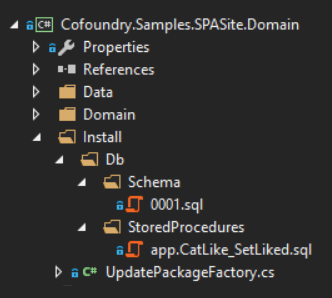 C# Cofoundry.Samples.SPASite.Domain
Properties
References
Data
Domain
Install
Db
Schema
0001.sql
StoredProcedures
app.CatLike_SetLiked.sql
C# UpdatePackageFactory.cs